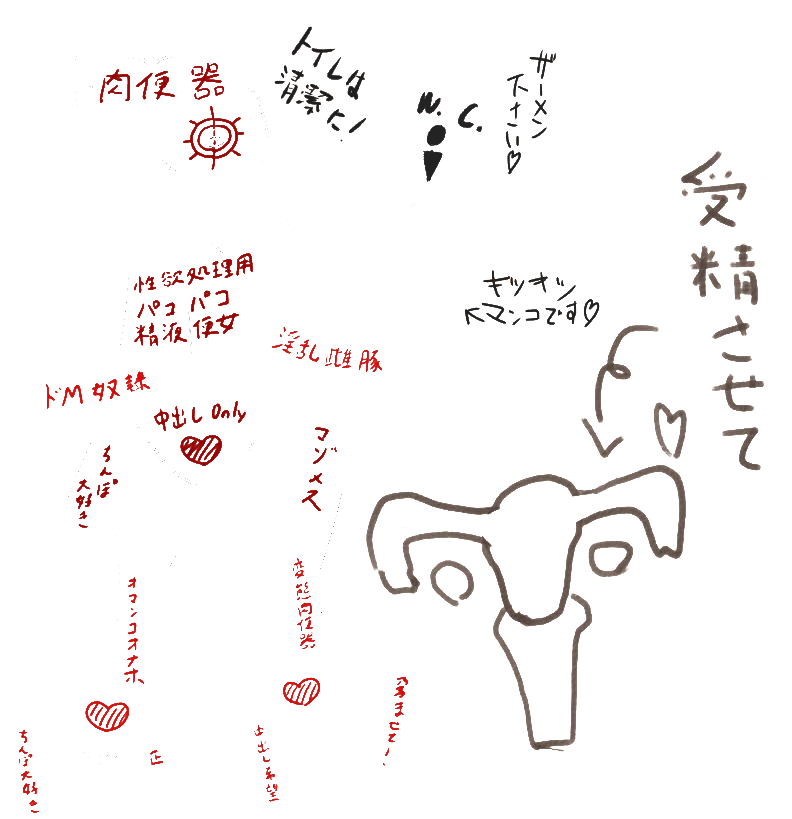 肉便器
トイレは
清潔に!
W.C.
ザーメン
下さい♡
受精させて
♡
性欲処理用
パコパコ
精液便女
キツキツ
ドマンコです♡
淫乱雌豚
ドM奴隷
中出しOnly
マゾメス
ちんぽ
大好き
オマンコオナホ
変態肉便器
孕ませて!
中出し希望
正
ちんぽ大好き